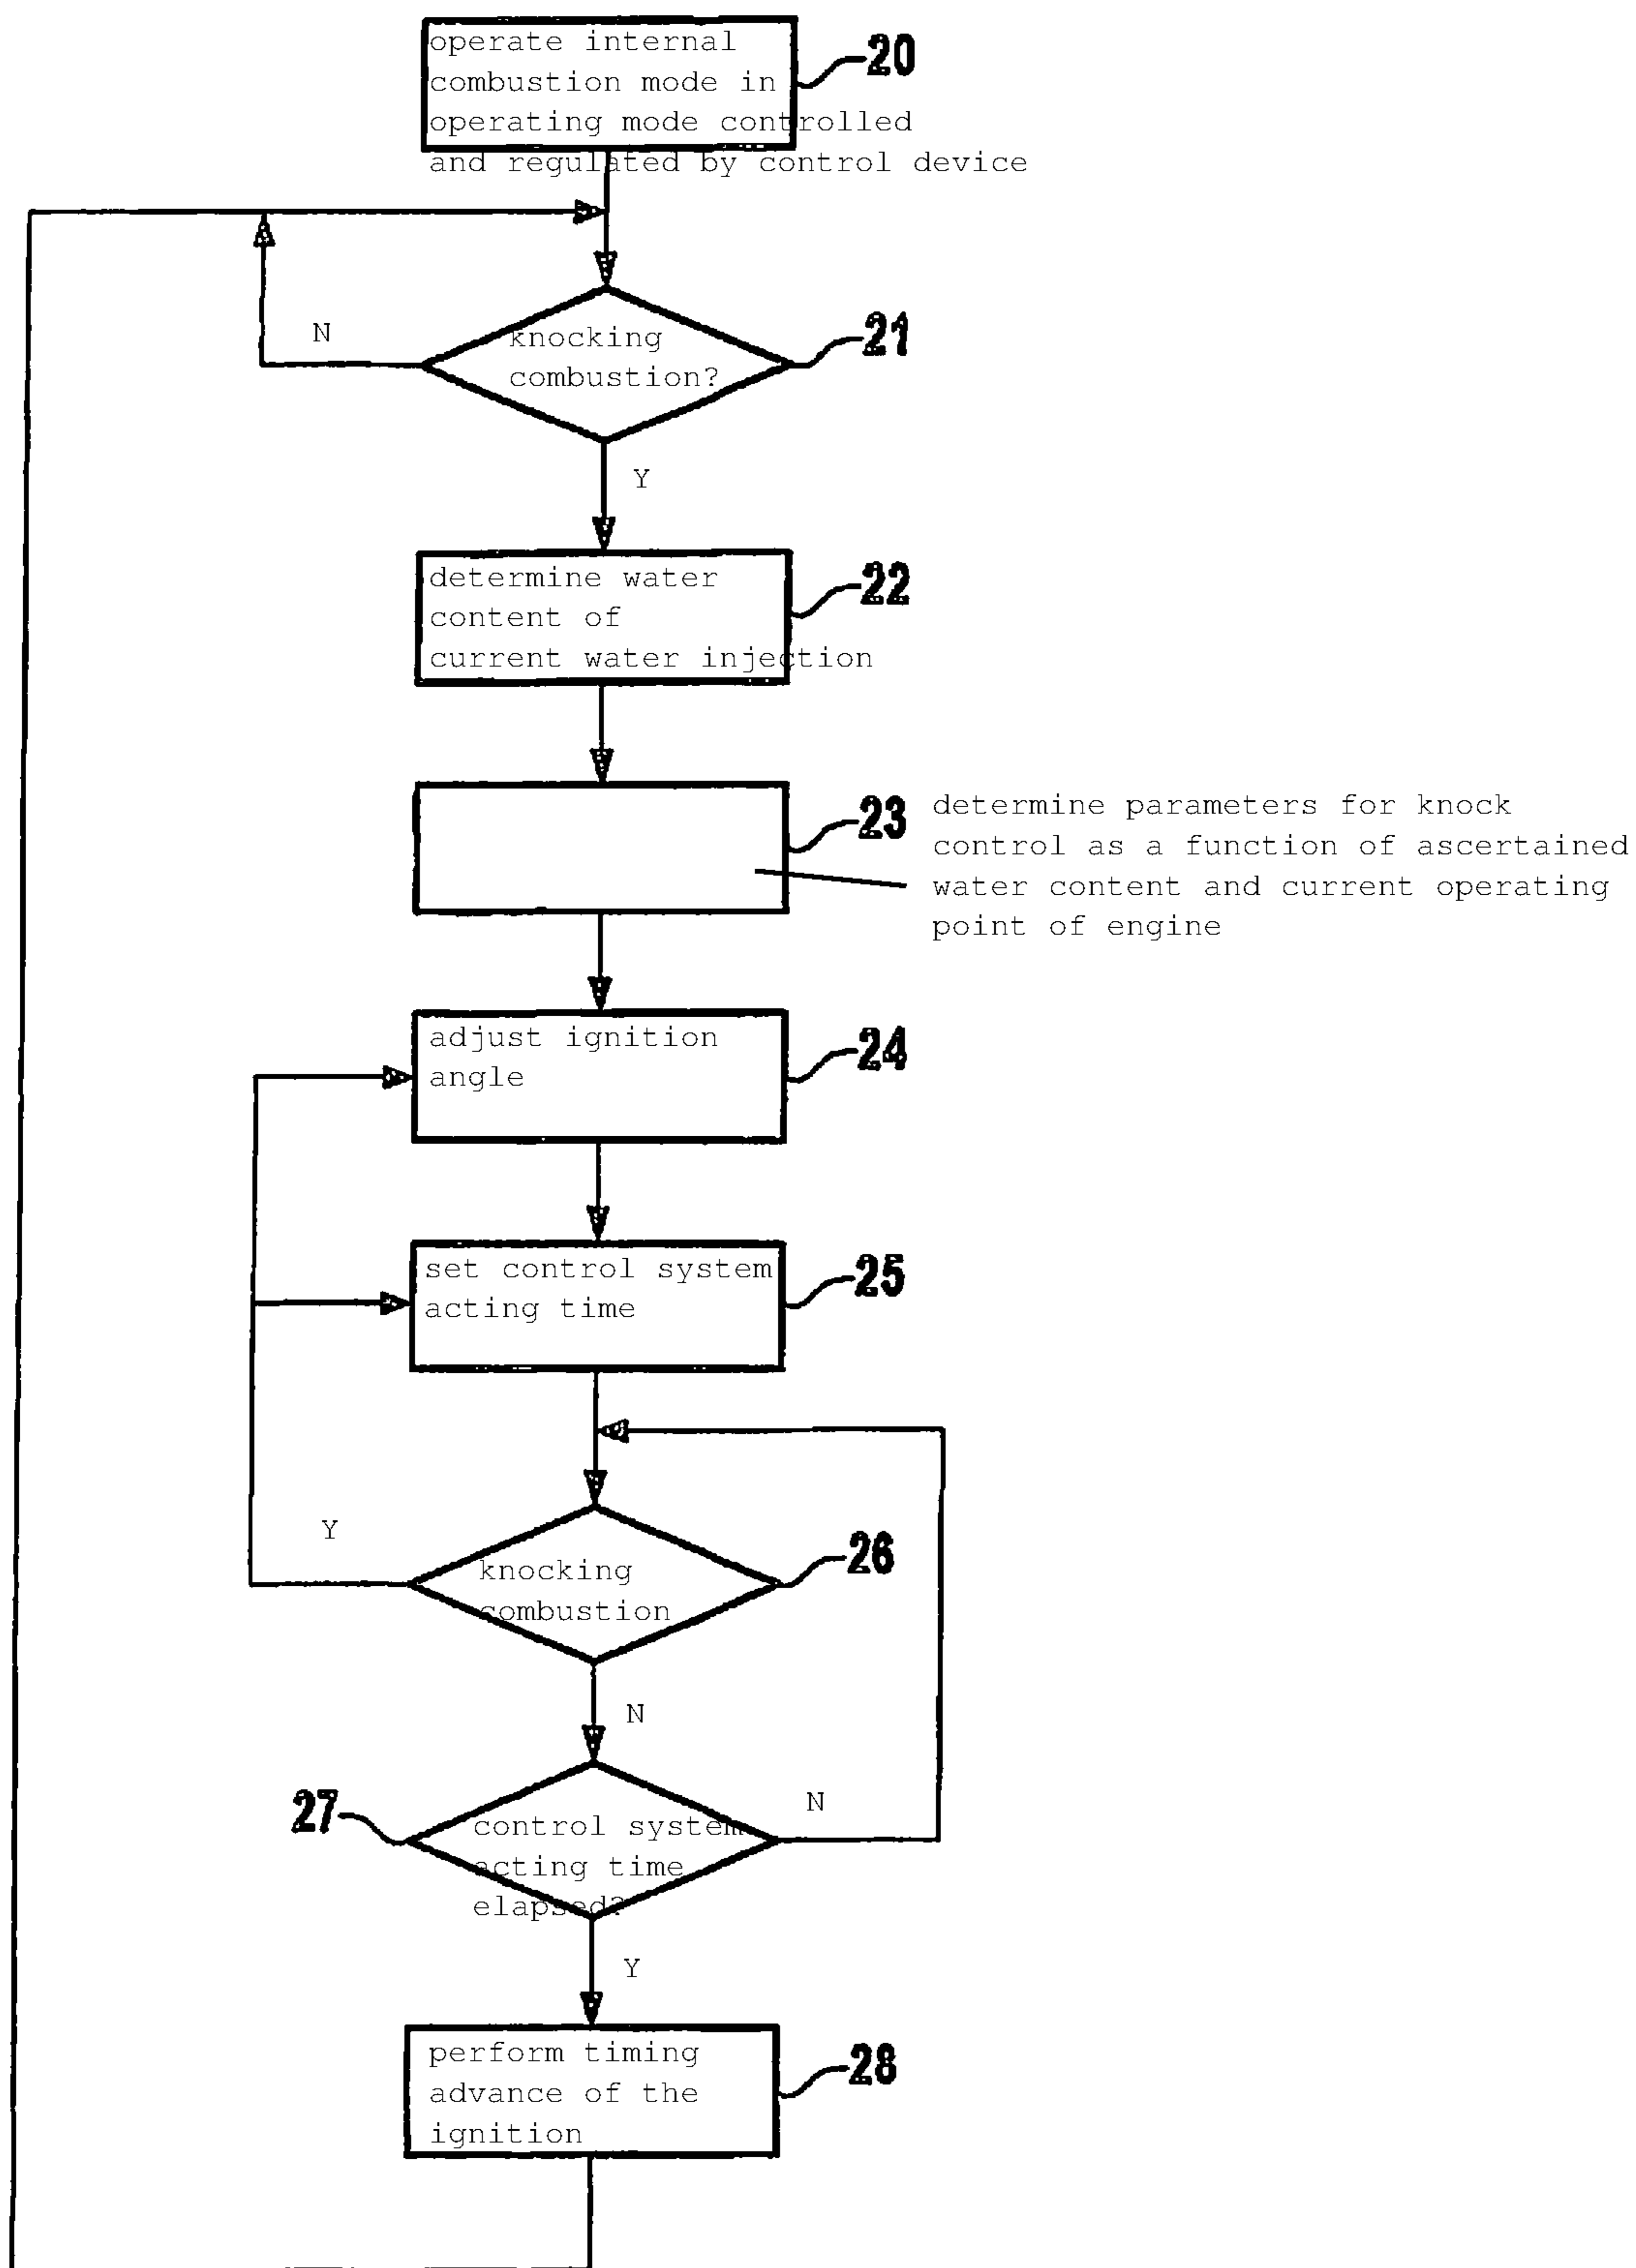 operate internal
combustion mode in
operating mode controlled
and regulated by control device
20
knocking
combustion?
21
N
Y
determine water
content of
current water injection
22
23
determine parameters for knock
control as a function of ascertained
water content and current operating
point of engine
adjust ignition
angle
24
set control system
acting time
25
Y
knocking
combustion
26
N
27
control system
acting time
elapsed?
N
Y
perform timing
advance of the
ignition
28